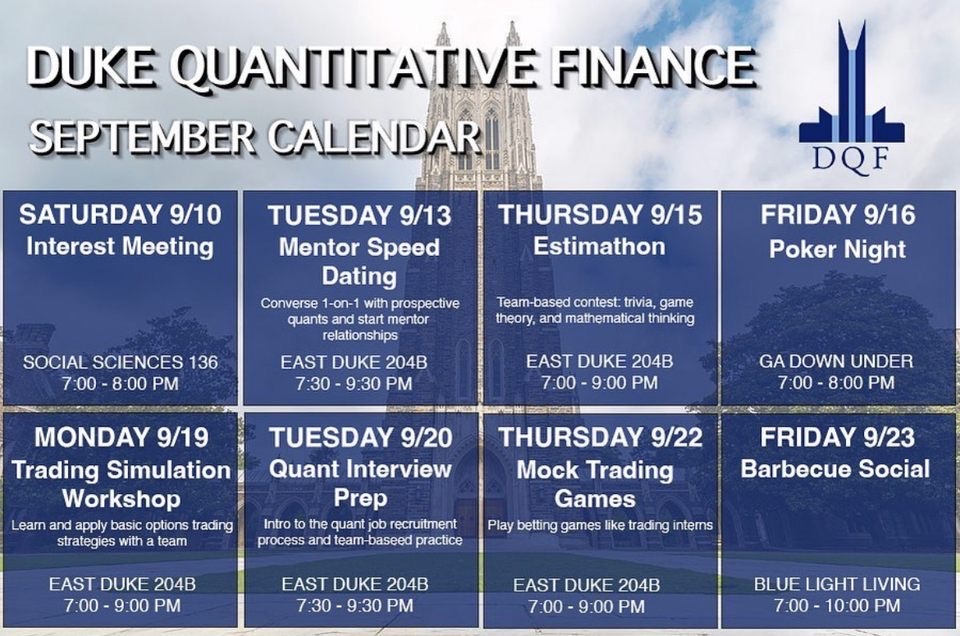 DUKE QUANTITATIVE FINANCE
SEPTEMBER CALENDAR
DQF
SATURDAY 9/10
Interest Meeting
SOCIAL SCIENCES 136
7:00 - 8:00 PM
TUESDAY 9/13
Mentor Speed
Dating
Converse 1-on-1 with prospective
quants and start mentor
relationships
EAST DUKE 204B
7:30 - 9:30 PM
THURSDAY 9/15
Estimathon
Team-based contest: trivia, game
theory, and mathematical thinking
EAST DUKE 204B
7:00 - 9:00 PM
FRIDAY 9/16
Poker Night
GA DOWN UNDER
7:00 - 8:00 PM
MONDAY 9/19
Trading Simulation
Workshop
Learn and apply basic options trading
strategies with a team
EAST DUKE 204B
7:00 - 9:00 PM
TUESDAY 9/20
Quant Interview
Prep
Intro to the quant job recruitment
process and team-baseed practice
EAST DUKE 204B
7:30 - 9:30 PM
THURSDAY 9/22
Mock Trading
Games
Play betting games like trading interns
EAST DUKE 204B
7:00 - 9:00 PM
FRIDAY 9/23
Barbecue Social
BLUE LIGHT LIVING
7:00 - 10:00 PM